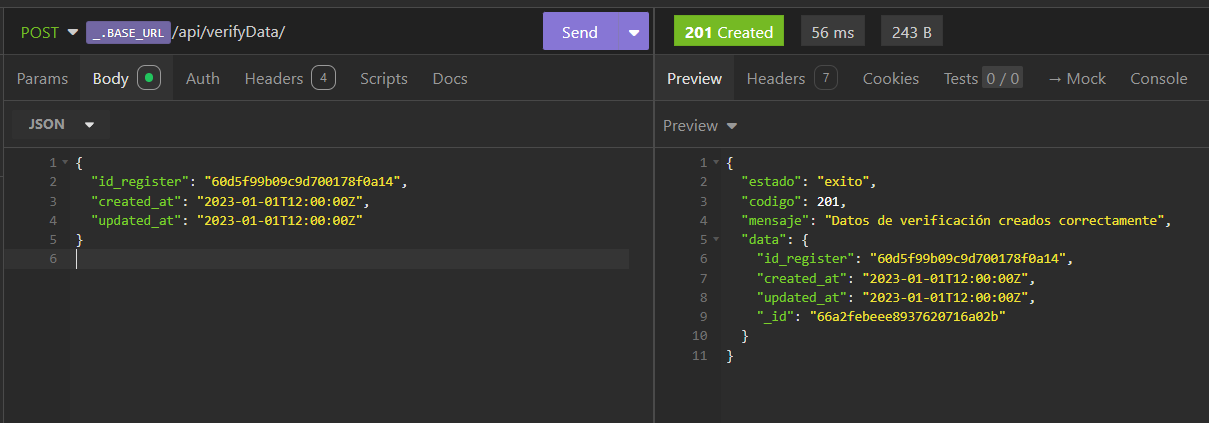 POST _.BASE_URL /api/verifyData/ Send 201 Created 56 ms 243 B
Params Body Auth Headers 4 Scripts Docs Preview Headers 7 Cookies Tests 0 / 0 → Mock Console
JSON Preview
1 {
2 "id_register": "60d5f99b09c9d700178f0a14",
3 "created_at": "2023-01-01T12:00:00Z",
4 "updated_at": "2023-01-01T12:00:00Z"
5 }
6
1 {
2 "estado": "exito",
3 "codigo": 201,
4 "mensaje": "Datos de verificación creados correctamente",
5 "data": {
6 "id_register": "60d5f99b09c9d700178f0a14",
7 "created_at": "2023-01-01T12:00:00Z",
8 "updated_at": "2023-01-01T12:00:00Z",
9 "_id": "66a2febeee8937620716a02b"
10 }
11 }